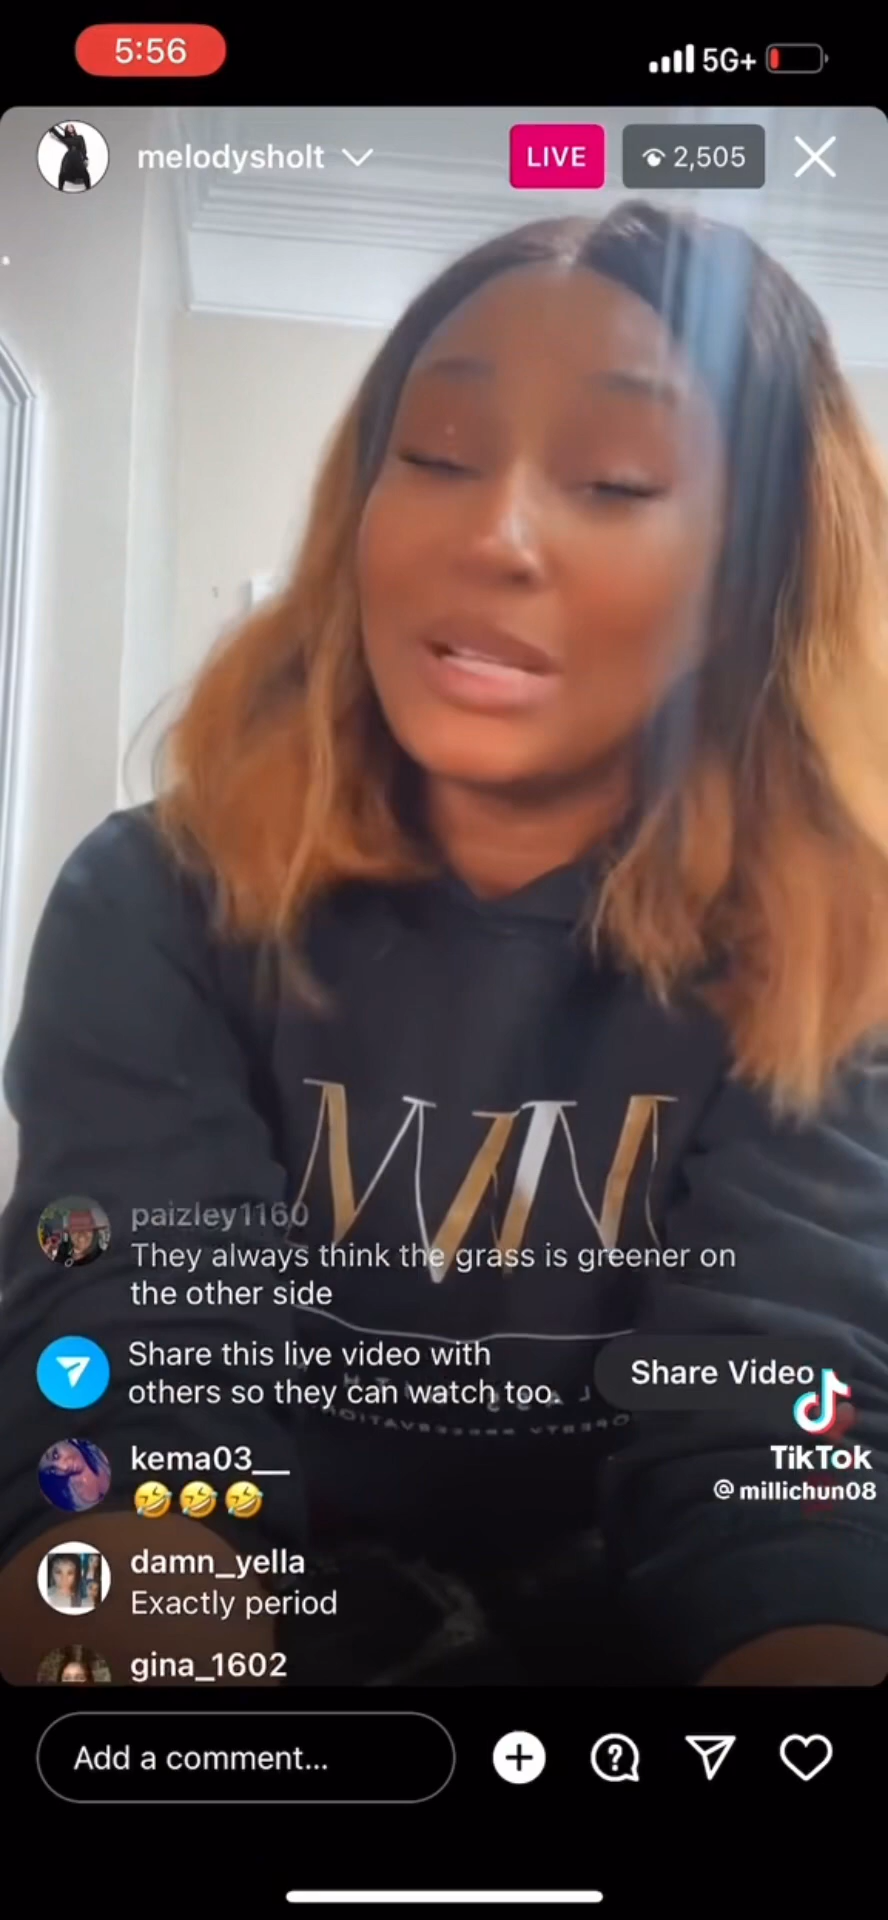 5:56
5G+
melodysholt
LIVE
2,505
paizley1160
They always think the grass is greener on
the other side
Share this live video with
others so they can watch too.
Share Video
TikTok
@millichun08
kema03__
🤣🤣🤣
damn_yella
Exactly period
gina_1602
Add a comment...